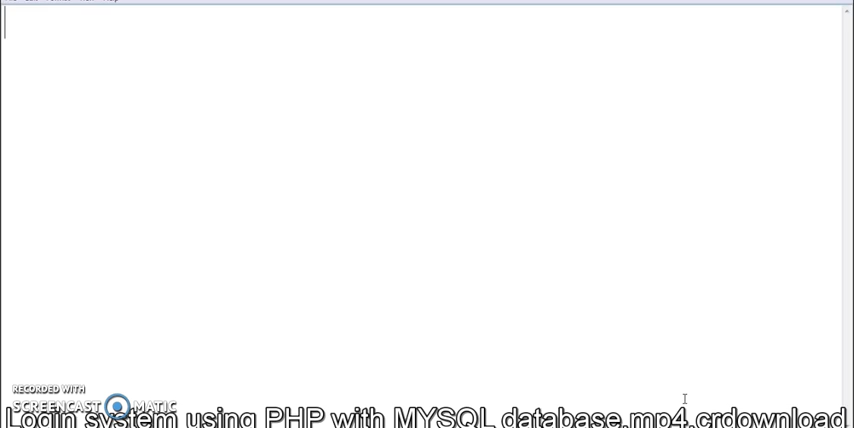 RECORDED WITH
SCREENCAST MATIC
Login system using PHP with MYSQL database.mp4.crdownload